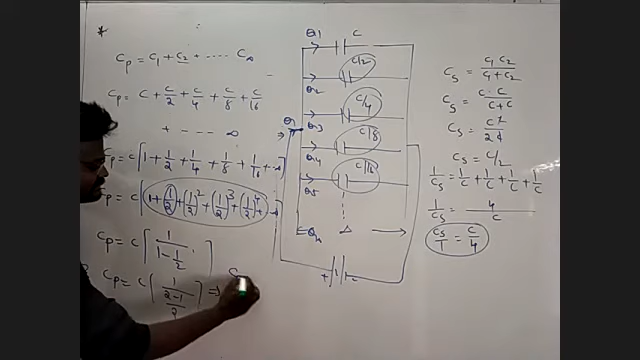 *
Cp = C1 + C2 + ---- C∞
Cp = C + C/2 + C/4 + C/8 + C/16
+ ---- ∞
Cp = C [1 + 1/2 + 1/4 + 1/8 + 1/16 + ∞]
Cp = C [1 + (1/2) + (1/2)² + (1/2)³ + (1/2)⁴ +
Cp = C [1/(1 - 1/2)]
Cp = C [1/((2-1)/2)] ⇒ C
Q1 C
C/2
Q2
C/4
Q3
Q ⇒
C/8
Q4
C/16
Q5
+
Cs = C1 C2/(C1 + C2)
Cs = C·C/(C+C)
Cs = C²/2C
Cs = C/2
1/Cs = 1/C + 1/C + 1/C + 1/C
1/Cs = 4/C
Cs/1 = C/4